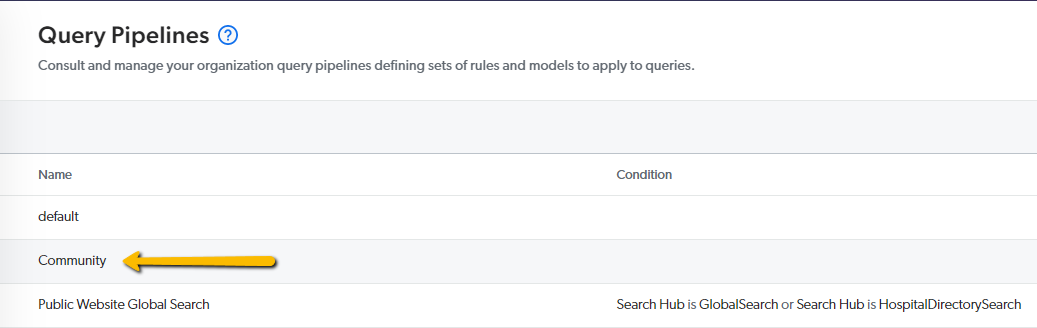 Query Pipelines ?
Consult and manage your organization query pipelines defining sets of rules and models to apply to queries.
Name Condition
default
Community
Public Website Global Search Search Hub is GlobalSearch or Search Hub is HospitalDirectorySearch